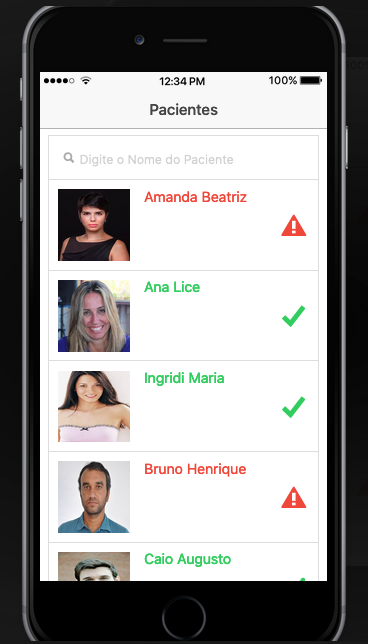 12:34 PM
100%
Pacientes
Digite o Nome do Paciente
Amanda Beatriz
Ana Lice
Ingridi Maria
Bruno Henrique
Caio Augusto